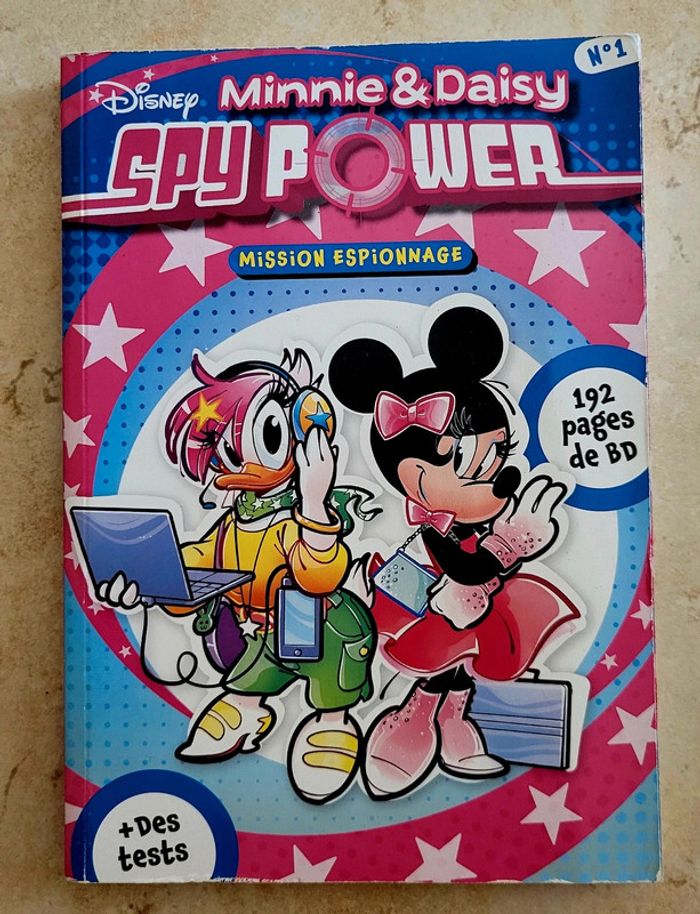 N°1
Disney
Minnie & Daisy
SPY POWER
MiSSiON ESPiONNAGE
192
pages
de BD
+Des
tests